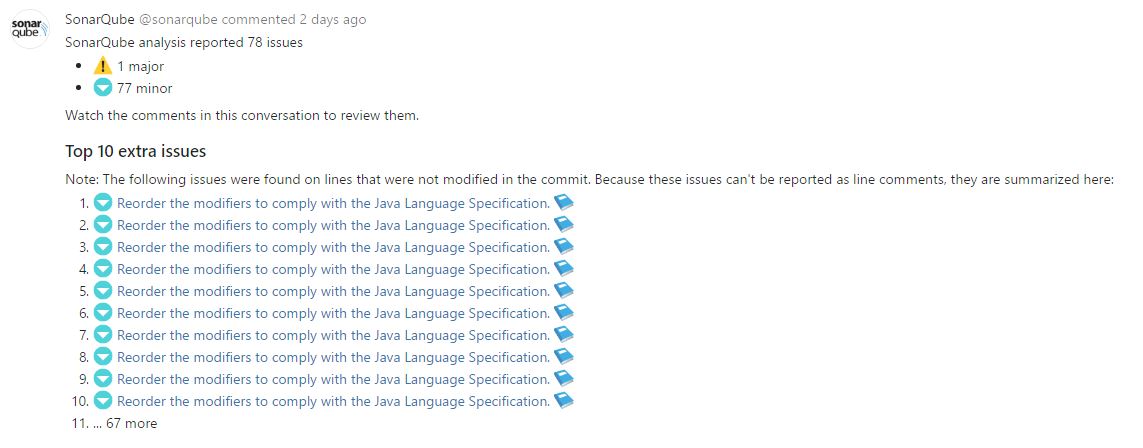 sonar
qube
SonarQube @sonarqube commented 2 days ago
SonarQube analysis reported 78 issues
• 1 major
• 77 minor
Watch the comments in this conversation to review them.
Top 10 extra issues
Note: The following issues were found on lines that were not modified in the commit. Because these issues can't be reported as line comments, they are summarized here:
1. Reorder the modifiers to comply with the Java Language Specification.
2. Reorder the modifiers to comply with the Java Language Specification.
3. Reorder the modifiers to comply with the Java Language Specification.
4. Reorder the modifiers to comply with the Java Language Specification.
5. Reorder the modifiers to comply with the Java Language Specification.
6. Reorder the modifiers to comply with the Java Language Specification.
7. Reorder the modifiers to comply with the Java Language Specification.
8. Reorder the modifiers to comply with the Java Language Specification.
9. Reorder the modifiers to comply with the Java Language Specification.
10. Reorder the modifiers to comply with the Java Language Specification.
11. ... 67 more